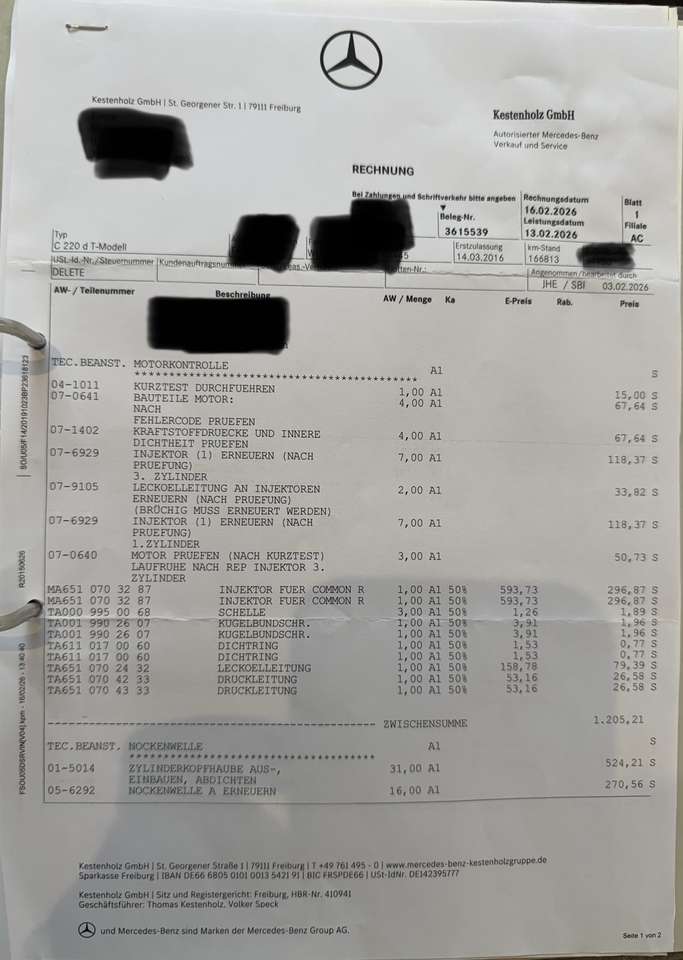 Kestenholz GmbH | St. Georgener Str. 1 | 79111 Freiburg
Kestenholz GmbH
Autorisierter Mercedes-Benz
Verkauf und Service
RECHNUNG
Bei Zahlungen und Schriftverkehr bitte angeben
Rechnungsdatum
16.02.2026
Blatt
1
Beleg-Nr.
3615539
Leistungsdatum
13.02.2026
Filiale
AC
Typ
C 220 d T-Modell
Erstzulassung
14.03.2016
km-Stand
166813
USt.-Id.-Nr./Steuernummer
DELETE
Angenommen/bearbeitet durch
JHE / SBI 03.02.2026
AW- / Teilenummer Beschreibung AW / Menge Ka E-Preis Rab. Preis
TEC.BEANST. MOTORKONTROLLE A1 S
04-1011 KURZTEST DURCHFUEHREN 1,00 A1 15,00 S
07-0641 BAUTEILE MOTOR: 4,00 A1 67,64 S
NACH
FEHLERCODE PRUEFEN
07-1402 KRAFTSTOFFDRUECKE UND INNERE 4,00 A1 67,64 S
DICHTHEIT PRUEFEN
07-6929 INJEKTOR (1) ERNEUERN (NACH 7,00 A1 118,37 S
PRUEFUNG)
3. ZYLINDER
07-9105 LECKOELLEITUNG AN INJEKTOREN 2,00 A1 33,82 S
ERNEUERN (NACH PRUEFUNG)
(BRÜCHIG MUSS ERNEUERT WERDEN)
07-6929 INJEKTOR (1) ERNEUERN (NACH 7,00 A1 118,37 S
PRUEFUNG)
1.ZYLINDER
07-0640 MOTOR PRUEFEN (NACH KURZTEST) 3,00 A1 50,73 S
LAUFRUHE NACH REP INJEKTOR 3.
ZYLINDER
MA651 070 32 87 INJEKTOR FUER COMMON R 1,00 A1 50% 593,73 296,87 S
MA651 070 32 87 INJEKTOR FUER COMMON R 1,00 A1 50% 593,73 296,87 S
TA000 995 00 68 SCHELLE 3,00 A1 50% 1,26 1,89 S
TA001 990 26 07 KUGELBUNDSCHR. 1,00 A1 50% 3,91 1,96 S
TA001 990 26 07 KUGELBUNDSCHR. 1,00 A1 50% 3,91 1,96 S
TA611 017 00 60 DICHTRING 1,00 A1 50% 1,53 0,77 S
TA611 017 00 60 DICHTRING 1,00 A1 50% 1,53 0,77 S
TA651 070 24 32 LECKOELLEITUNG 1,00 A1 50% 158,78 79,39 S
TA651 070 42 33 DRUCKLEITUNG 1,00 A1 50% 53,16 26,58 S
TA651 070 43 33 DRUCKLEITUNG 1,00 A1 50% 53,16 26,58 S
ZWISCHENSUMME 1.205,21
TEC.BEANST. NOCKENWELLE A1 S
01-5014 ZYLINDERKOPFHAUBE AUS-, 31,00 A1 524,21 S
EINBAUEN, ABDICHTEN
05-6292 NOCKENWELLE A ERNEUERN 16,00 A1 270,56 S
Kestenholz GmbH | St. Georgener Straße 1 | 79111 Freiburg | T +49 761 495 - 0 | www.mercedes-benz-kestenholzgruppe.de
Sparkasse Freiburg | IBAN DE66 6805 0101 0013 5421 91 | BIC FRSPDE66 | USt-IdNr. DE142395777
Kestenholz GmbH | Sitz und Registergericht: Freiburg, HBR-Nr. 410941
Geschäftsführer: Thomas Kestenholz, Volker Speck
und Mercedes-Benz sind Marken der Mercedes-Benz Group AG.
Seite 1 von 2